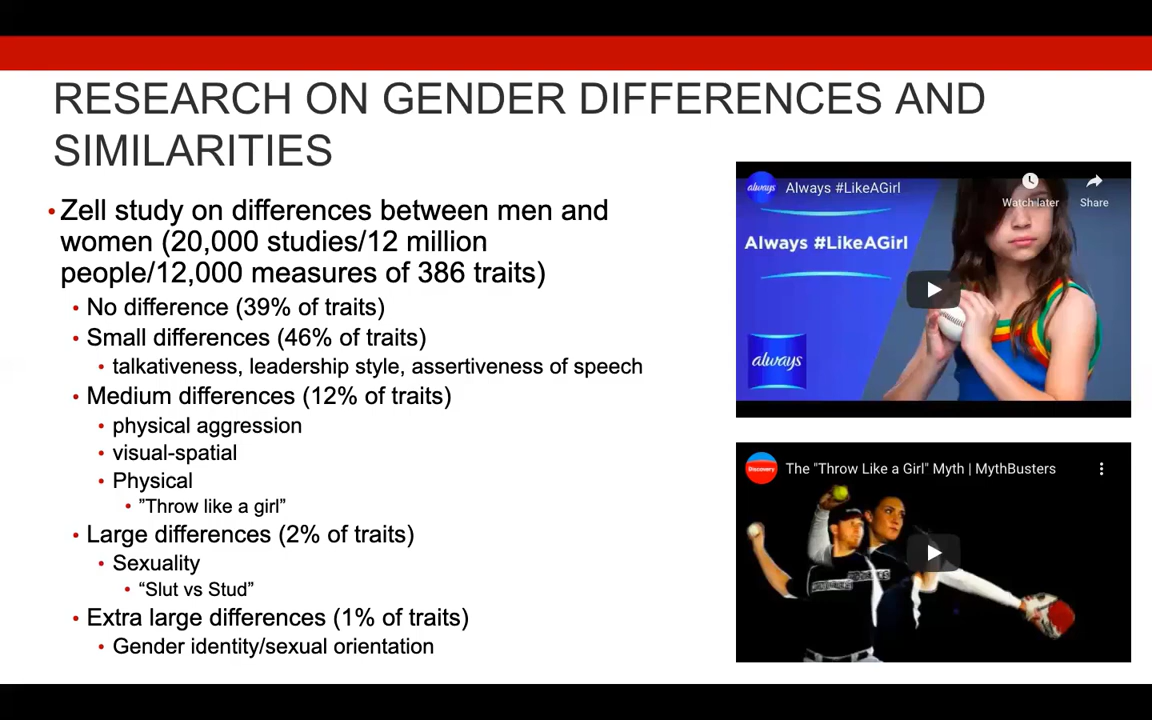 RESEARCH ON GENDER DIFFERENCES AND
SIMILARITIES
• Zell study on differences between men and
women (20,000 studies/12 million
people/12,000 measures of 386 traits)
• No difference (39% of traits)
• Small differences (46% of traits)
• talkativeness, leadership style, assertiveness of speech
• Medium differences (12% of traits)
• physical aggression
• visual-spatial
• Physical
• ”Throw like a girl”
• Large differences (2% of traits)
• Sexuality
• “Slut vs Stud”
• Extra large differences (1% of traits)
• Gender identity/sexual orientation
always
Always #LikeAGirl
Watch later
Share
Always #LikeAGirl
always
Discovery
The "Throw Like a Girl" Myth | MythBusters